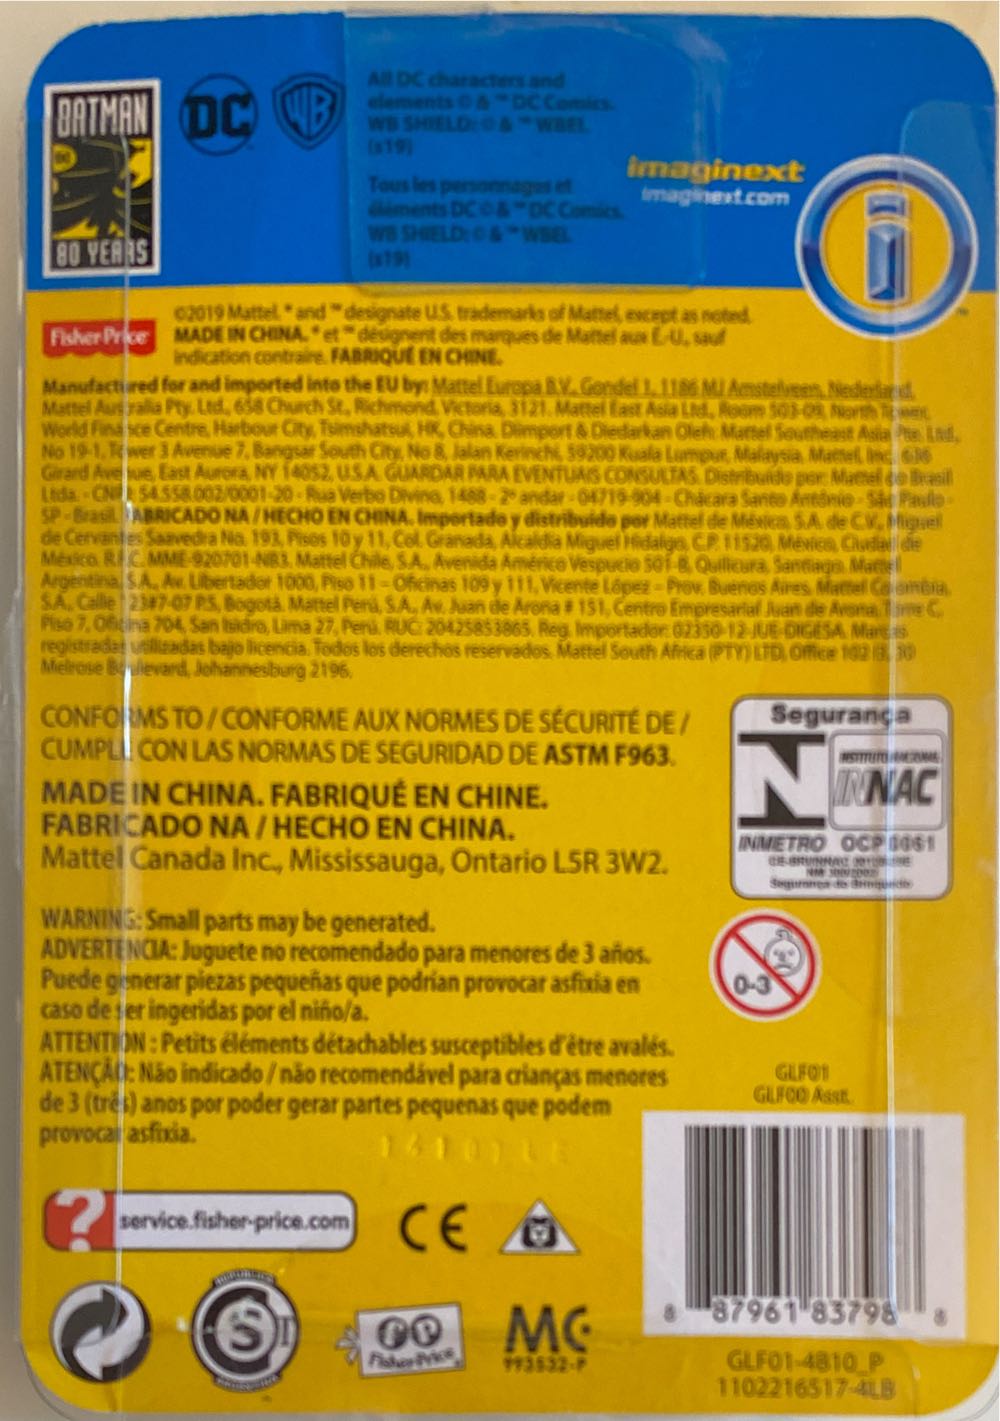 BATMAN
80 YEARS
DC
WB
All DC characters and
elements © & ™ DC Comics.
WB SHIELD: © & ™ WBEI.
(s19)
Tous les personnages et
éléments DC © & ™ DC Comics.
WB SHIELD: © & ™ WBEI.
(s19)
imaginext
imaginext.com
Fisher-Price
©2019 Mattel. ® and ™ designate U.S. trademarks of Mattel, except as noted.
MADE IN CHINA. ® et ™ désignent des marques de Mattel aux É.-U., sauf
indication contraire. FABRIQUÉ EN CHINE.
Manufactured for and imported into the EU by: Mattel Europa B.V., Gondel 1, 1186 MJ Amstelveen, Nederland.
Mattel Australia Pty. Ltd., 658 Church St., Richmond, Victoria, 3121. Mattel East Asia Ltd., Room 503-09, North Tower,
World Finance Centre, Harbour City, Tsimshatsui, HK, China. Diimport & Diedarkan Oleh: Mattel Southeast Asia Pte. Ltd.,
No 19-1, Tower 3 Avenue 7, Bangsar South City, No 8, Jalan Kerinchi, 59200 Kuala Lumpur, Malaysia. Mattel, Inc., 636
Girard Avenue, East Aurora, NY 14052, U.S.A. GUARDAR PARA EVENTUAIS CONSULTAS. Distribuido por: Mattel do Brasil
Ltda. - CNPJ: 54.558.002/0001-20 - Rua Verbo Divino, 1488 - 2º andar - 04719-904 - Chácara Santo Antônio - São Paulo -
SP - Brasil. FABRICADO NA / HECHO EN CHINA. Importado y distribuido por Mattel de México, S.A. de C.V., Miguel
de Cervantes Saavedra No. 193, Pisos 10 y 11, Col. Granada, Alcaldía Miguel Hidalgo, C.P. 11520, México, Ciudad de
México. R.F.C. MME-920701-NB3. Mattel Chile, S.A., Avenida Américo Vespucio 501-B, Quilicura, Santiago. Mattel
Argentina, S.A., Av. Libertador 1000, Piso 11 – Oficinas 109 y 111, Vicente López – Prov. Buenos Aires. Mattel Colombia,
S.A., Calle 123#7-07 P.5, Bogotá. Mattel Perú, S.A., Av. Juan de Arona # 151, Centro Empresarial Juan de Arona, Torre C,
Piso 7, Oficina 704, San Isidro, Lima 27, Perú. RUC: 20425853865. Reg. Importador: 02350-12-JUE-DIGESA. Marcas
registradas utilizadas bajo licencia. Todos los derechos reservados. Mattel South Africa (PTY) LTD, Office 102 I3, 30
Melrose Boulevard, Johannesburg 2196.
CONFORMS TO / CONFORME AUX NORMES DE SÉCURITÉ DE /
CUMPLE CON LAS NORMAS DE SEGURIDAD DE ASTM F963.
MADE IN CHINA. FABRIQUÉ EN CHINE.
FABRICADO NA / HECHO EN CHINA.
Mattel Canada Inc., Mississauga, Ontario L5R 3W2.
Segurança
INSTITUTO NACIONAL
INNAC
INMETRO OCP 0061
NM 300/2002
Segurança do Brinquedo
WARNING: Small parts may be generated.
ADVERTENCIA: Juguete no recomendado para menores de 3 años.
Puede generar piezas pequeñas que podrían provocar asfixia en
caso de ser ingeridas por el niño/a.
ATTENTION : Petits éléments détachables susceptibles d'être avalés.
ATENÇÃO: Não indicado / não recomendável para crianças menores
de 3 (três) anos por poder gerar partes pequenas que podem
provocar asfixia.
0-3
GLF01
GLF00 Asst.
? service.fisher-price.com
CE
Fisher-Price
MC
993532-P
8 87961 83798 8
GLF01-4B10_P
1102216517-4LB